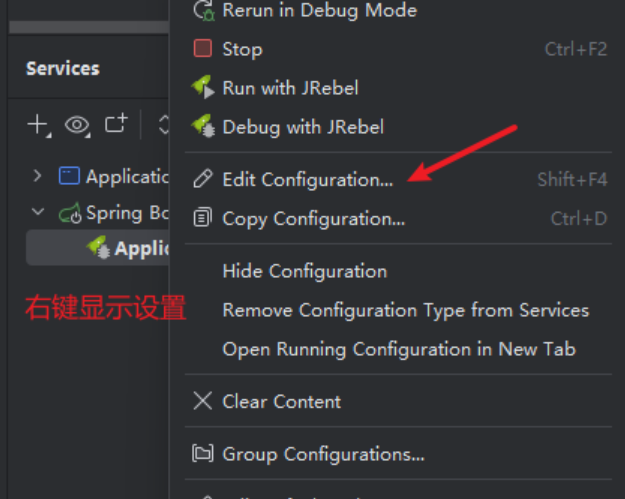 Rerun in Debug Mode
Services
Stop Ctrl+F2
Run with JRebel
Debug with JRebel
Applicatic
Edit Configuration... Shift+F4
Spring Bo
Copy Configuration... Ctrl+D
Applic
Hide Configuration
右键显示设置
Remove Configuration Type from Services
Open Running Configuration in New Tab
Clear Content
Group Configurations...